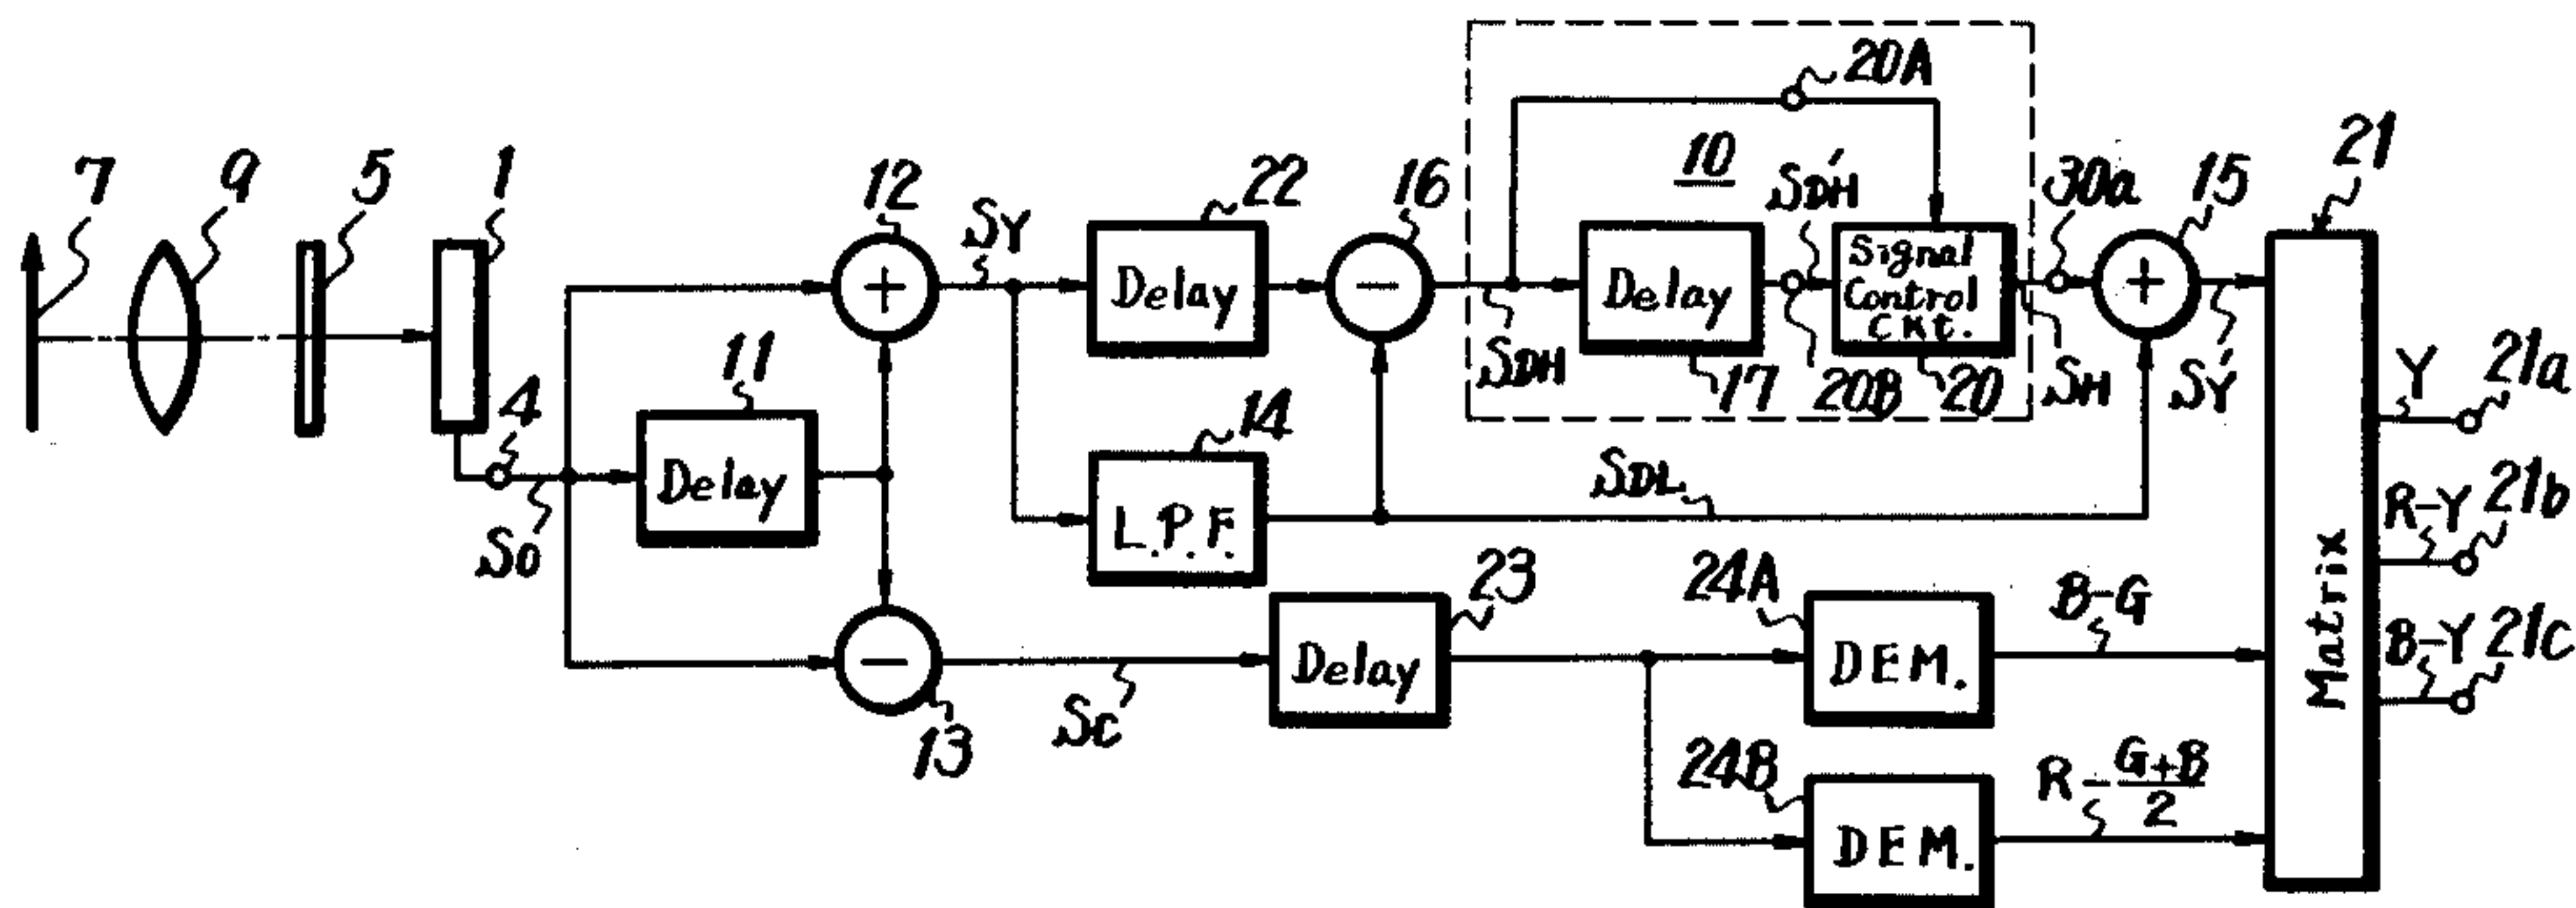 20A
7
9
5
1
12
SY
22
16
10
SDH'
30a
15
21
+
Delay
-
Delay
Signal
Control
CKt.
+
4
11
SDH
17
20B
20
SH
SY'
Y
21a
SO
Delay
14
L.P.F.
SDL
R-Y
21b
Matrix
B-Y
21c
-
13
SC
23
Delay
24A
DEM.
B-G
24B
DEM.
R - G+B
2